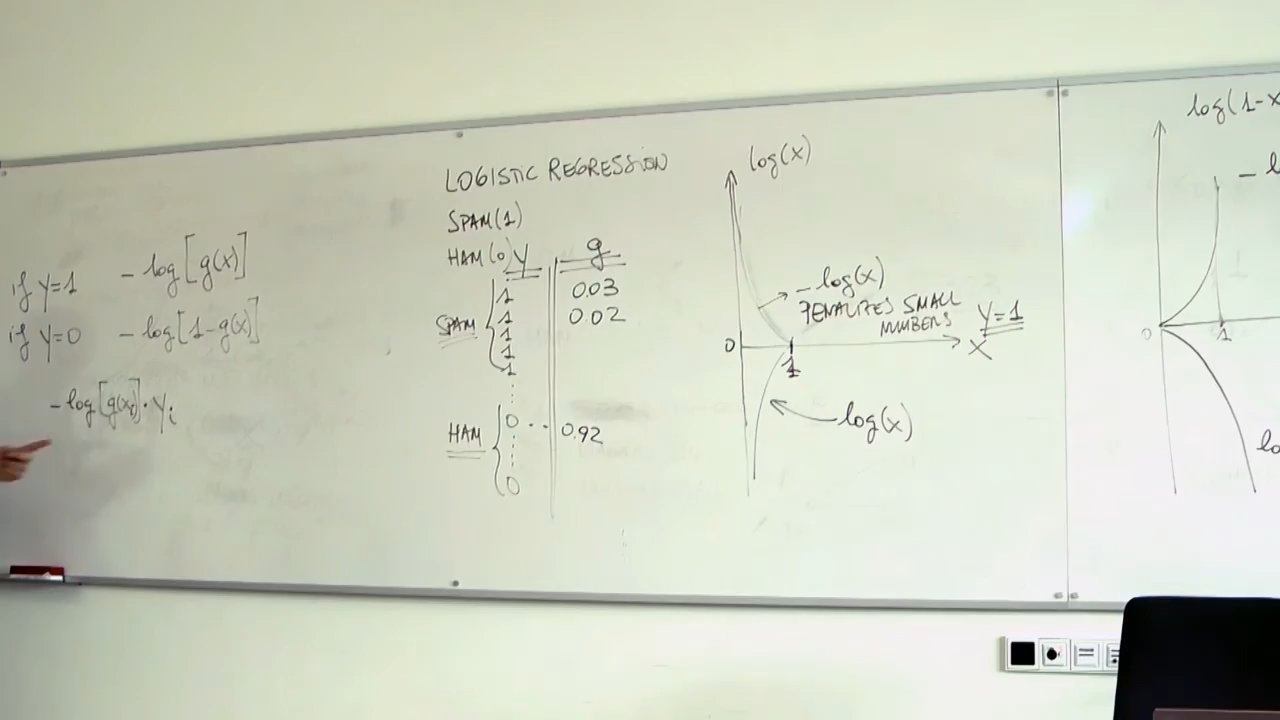 if Y=1 - log[g(x)]
if Y=0 - log[1-g(x)]
- log[g(xi)]·Yi
LOGISTIC REGRESSION
SPAM(1)
HAM(0) Y g
SPAM
1 0.03
1 0.02
1
1
1
HAM
0 0.92
0
log(x)
-log(x)
PENALIZES SMALL
NUMBERS
Y=1
0
1
X
log(x)
log(1-x
0
1